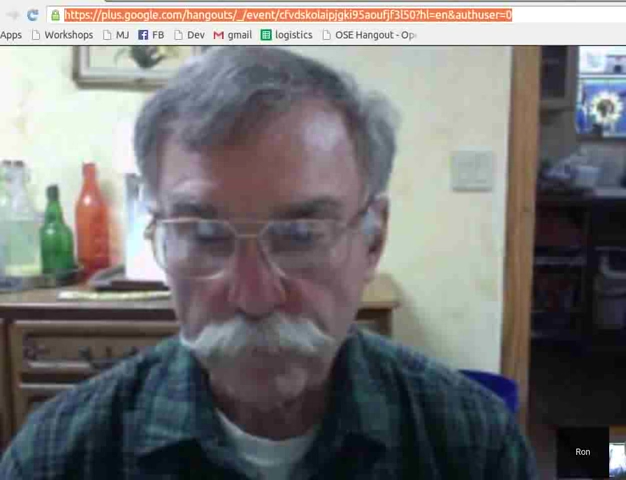 https://plus.google.com/hangouts/_/event/cfvdskolaipjgki95aoufjf3l50?hl=en&authuser=0
Apps Workshops MJ FB Dev gmail logistics OSE Hangout - Op
Ron